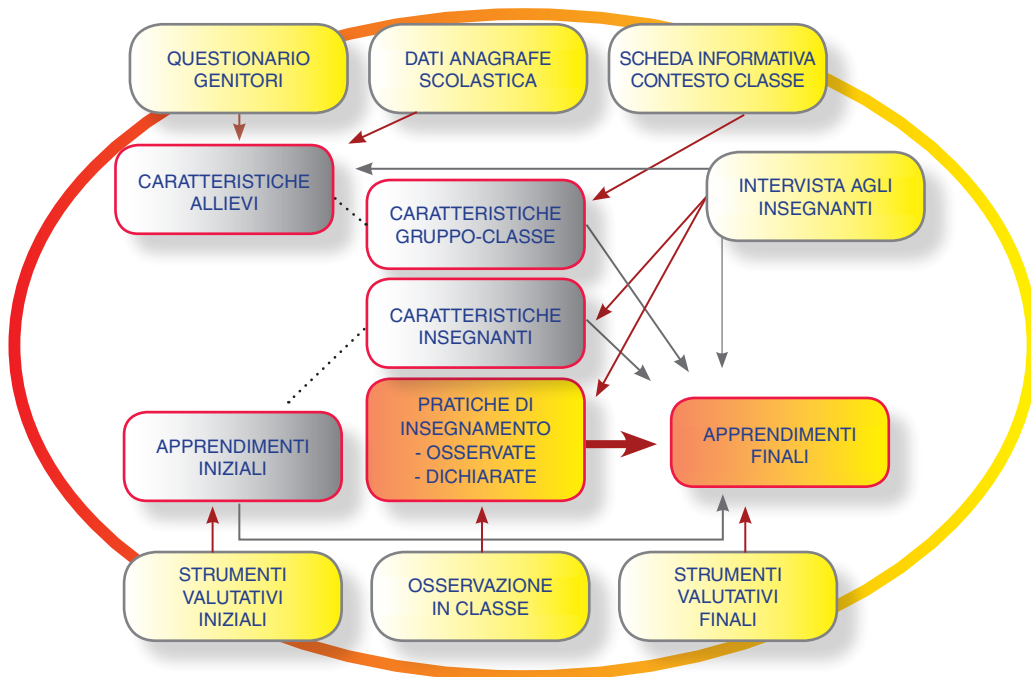 QUESTIONARIO
GENITORI
DATI ANAGRAFE
SCOLASTICA
SCHEDA INFORMATIVA
CONTESTO CLASSE
CARATTERISTICHE
ALLIEVI
CARATTERISTICHE
GRUPPO-CLASSE
INTERVISTA AGLI
INSEGNANTI
CARATTERISTICHE
INSEGNANTI
APPRENDIMENTI
INIZIALI
PRATICHE DI
INSEGNAMENTO
- OSSERVATE
- DICHIARATE
APPRENDIMENTI
FINALI
STRUMENTI
VALUTATIVI
INIZIALI
OSSERVAZIONE
IN CLASSE
STRUMENTI
VALUTATIVI
FINALI